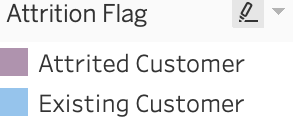 Attrition Flag
Attrited Customer
Existing Customer